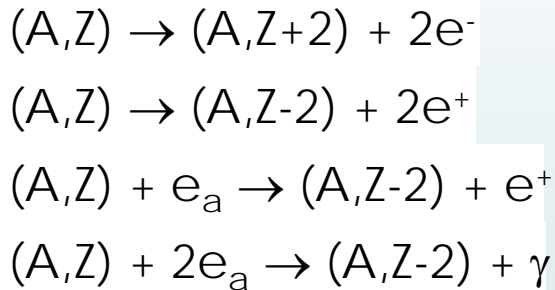 (A,Z) → (A,Z+2) + 2e⁻
(A,Z) → (A,Z-2) + 2e⁺
(A,Z) + eₐ → (A,Z-2) + e⁺
(A,Z) + 2eₐ → (A,Z-2) + γ